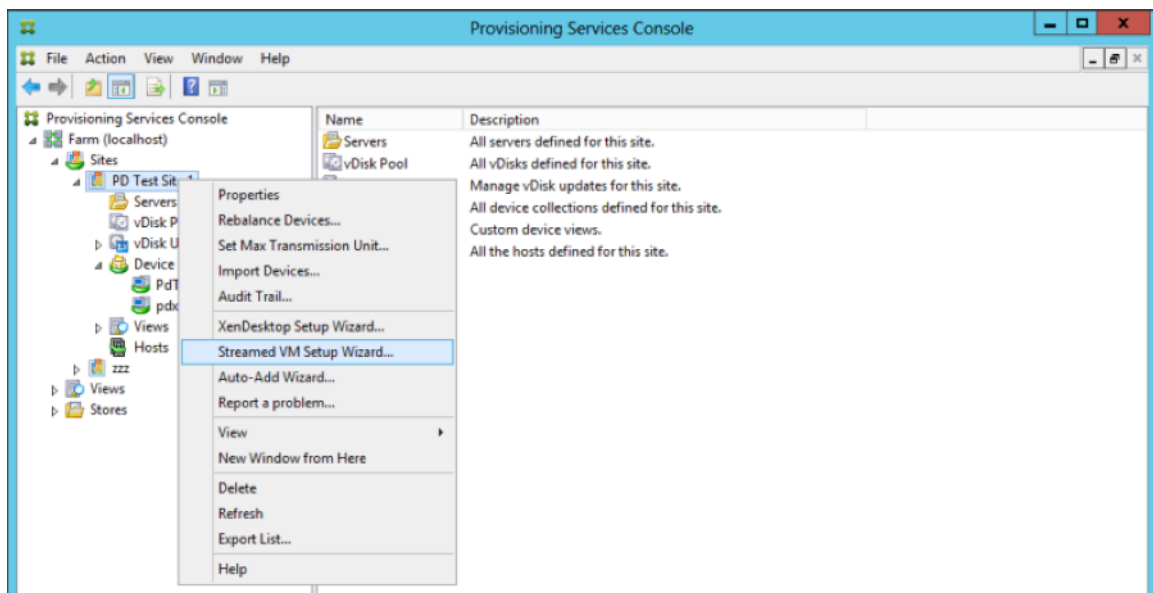 Provisioning Services Console
File Action View Window Help
Provisioning Services Console
Farm (localhost)
Sites
PD Test Sit
Servers
vDisk P
vDisk U
Device
PdT
pdx
Views
Hosts
zzz
Views
Stores
Properties
Rebalance Devices...
Set Max Transmission Unit...
Import Devices...
Audit Trail...
XenDesktop Setup Wizard...
Streamed VM Setup Wizard...
Auto-Add Wizard...
Report a problem...
View
New Window from Here
Delete
Refresh
Export List...
Help
Name Description
Servers All servers defined for this site.
vDisk Pool All vDisks defined for this site.
Manage vDisk updates for this site.
All device collections defined for this site.
Custom device views.
All the hosts defined for this site.